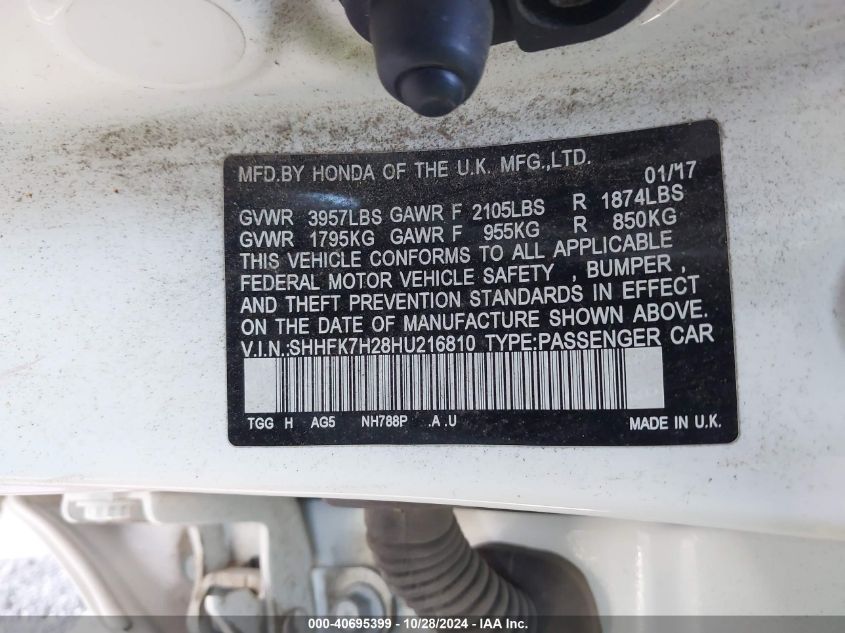 MFD.BY HONDA OF THE U.K. MFG.,LTD. 01/'17
GVWR 3957LBS GAWR F 2105LBS R 1874LBS
GVWR 1795KG GAWR F 955KG R 850KG
THIS VEHICLE CONFORMS TO ALL APPLICABLE
FEDERAL MOTOR VEHICLE SAFETY , BUMPER ,
AND THEFT PREVENTION STANDARDS IN EFFECT
ON THE DATE OF MANUFACTURE SHOWN ABOVE.
V.I.N.:SHHFK7H28HU216810 TYPE:PASSENGER CAR
TGG H AG5 NH788P .A .U MADE IN U.K.
000-40695399 | 10/28/2024 | IAA Inc.